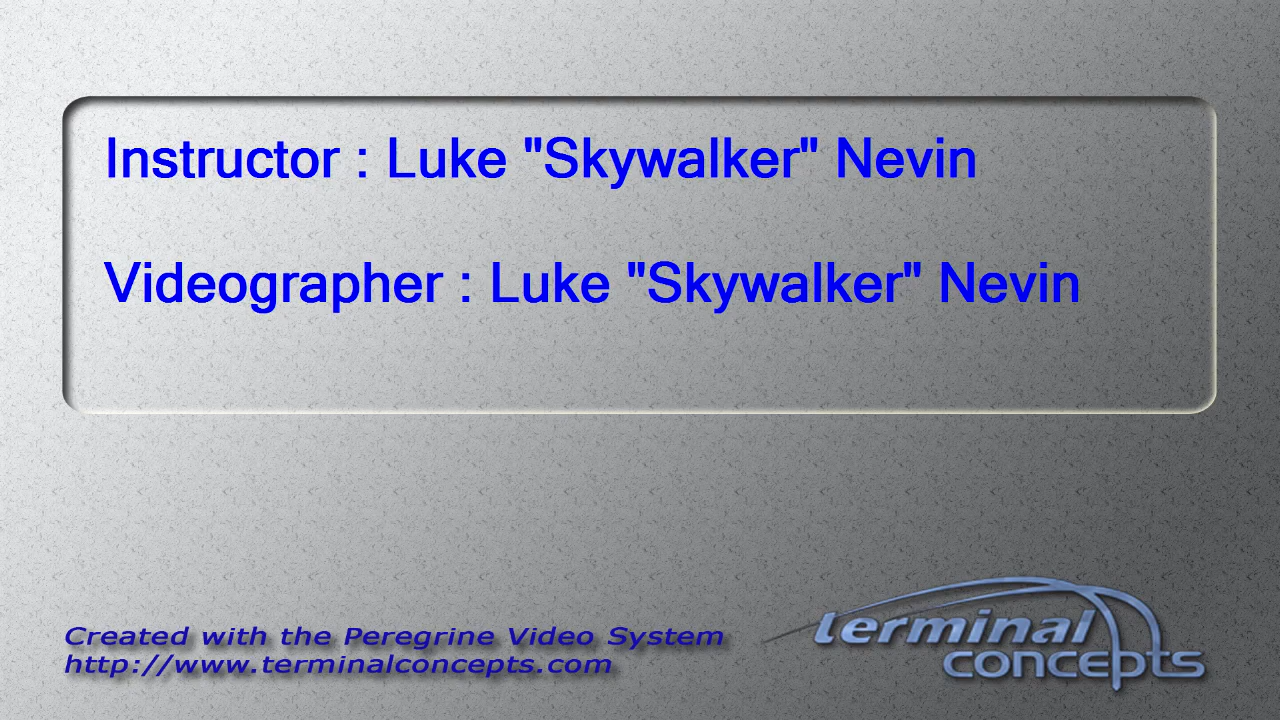 Instructor : Luke "Skywalker" Nevin
Videographer : Luke "Skywalker" Nevin
Created with the Peregrine Video System
http://www.terminalconcepts.com
terminal
concepts